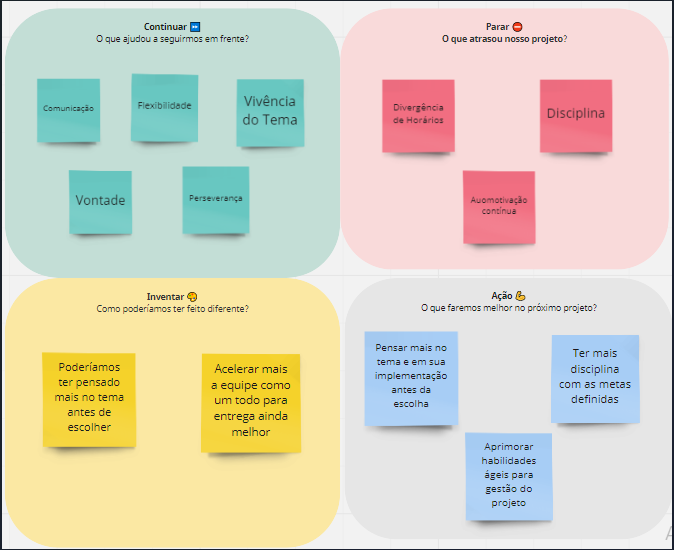 Continuar ⏩
O que ajudou a seguirmos em frente?
Comunicação
Flexibilidade
Vivência
do Tema
Vontade
Perseverança
Parar ⛔
O que atrasou nosso projeto?
Divergência
de Horários
Disciplina
Auomotivação
contínua
Inventar 🎨
Como poderíamos ter feito diferente?
Poderíamos
ter pensado
mais no tema
antes de
escolher
Acelerar mais
a equipe como
um todo para
entrega ainda
melhor
Ação 💪
O que faremos melhor no próximo projeto?
Pensar mais no
tema e em sua
implementação
antes da
escolha
Ter mais
disciplina
com as metas
definidas
Aprimorar
habilidades
ágeis para
gestão do
projeto